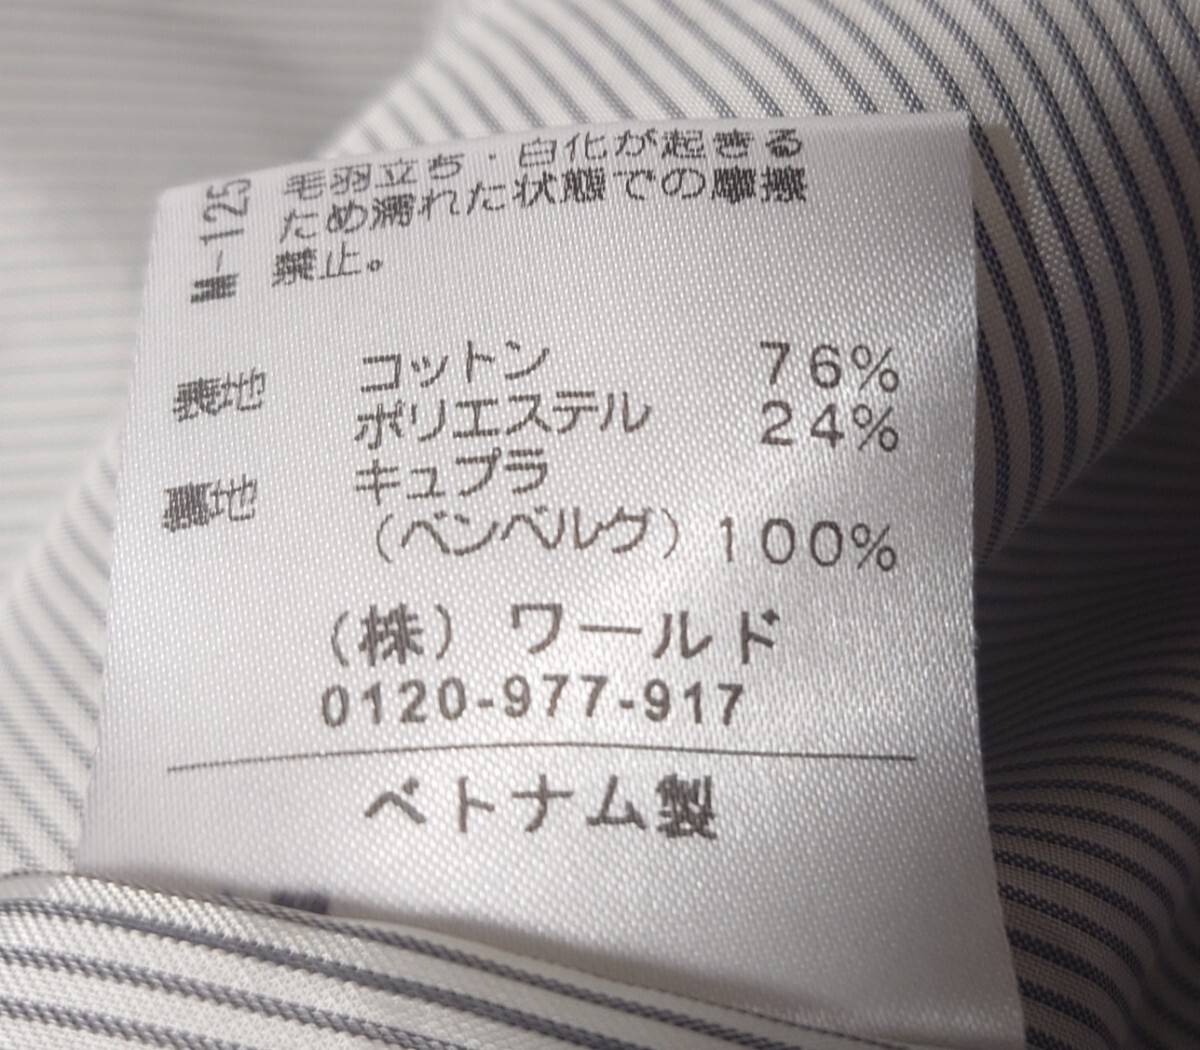 M-125
毛羽立ち・白化が起きる
ため濡れた状態での摩擦
禁止。
表地 コットン 76%
ポリエステル 24%
裏地 キュプラ
(ベンベルグ) 100%
(株) ワールド
0120-977-917
ベトナム製